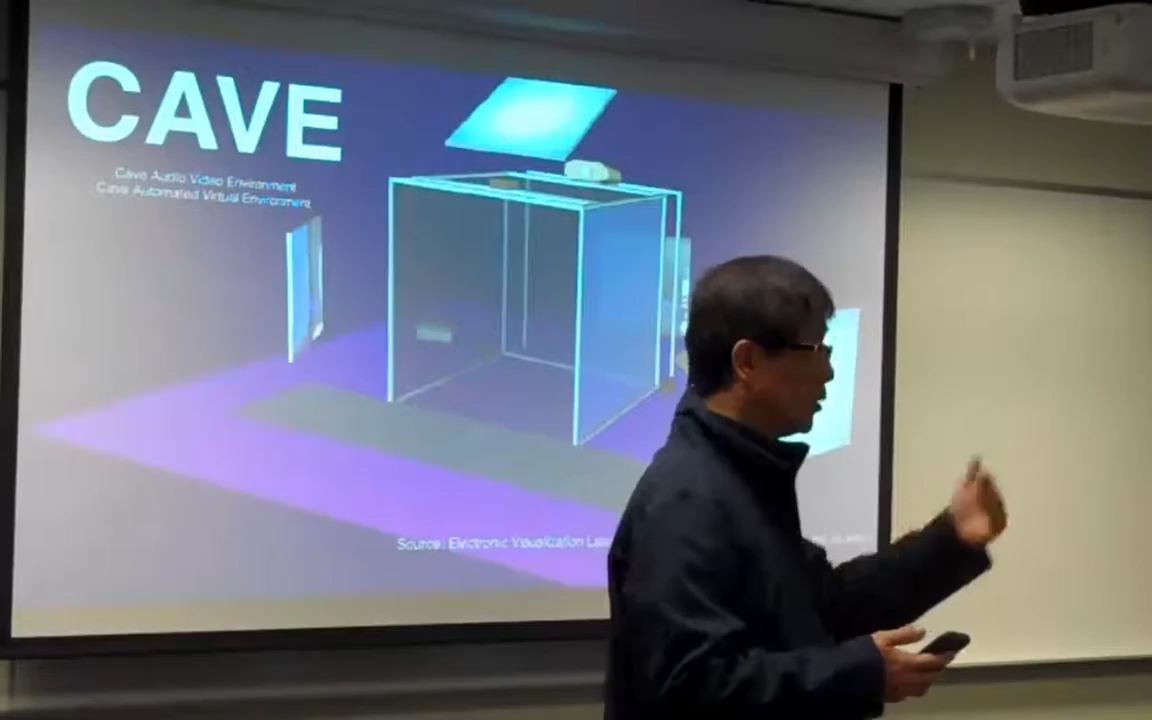 CAVE
Cave Audio Video Environment
Cave Automated Virtual Environment
Source: Electronic Visualization